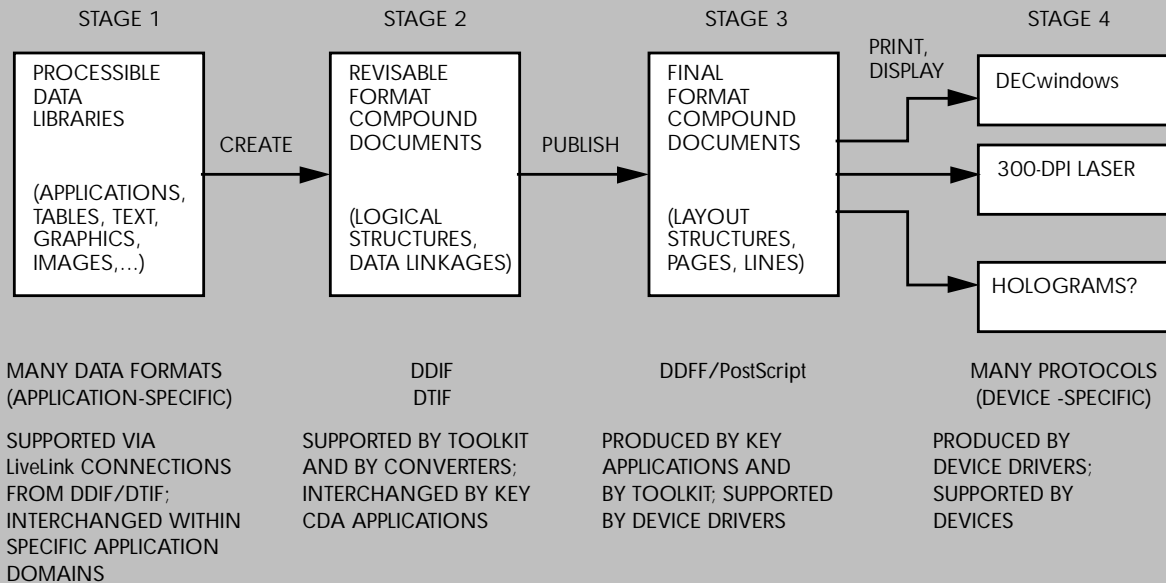 STAGE 1
STAGE 2
STAGE 3
STAGE 4
PROCESSIBLE
DATA
LIBRARIES
(APPLICATIONS,
TABLES, TEXT,
GRAPHICS,
IMAGES,...)
CREATE
REVISABLE
FORMAT
COMPOUND
DOCUMENTS
(LOGICAL
STRUCTURES,
DATA LINKAGES)
PUBLISH
FINAL
FORMAT
COMPOUND
DOCUMENTS
(LAYOUT
STRUCTURES,
PAGES, LINES)
PRINT,
DISPLAY
DECwindows
300-DPI LASER
HOLOGRAMS?
MANY DATA FORMATS
(APPLICATION-SPECIFIC)
DDIF
DTIF
DDFF/PostScript
MANY PROTOCOLS
(DEVICE -SPECIFIC)
SUPPORTED VIA
LiveLink CONNECTIONS
FROM DDIF/DTIF;
INTERCHANGED WITHIN
SPECIFIC APPLICATION
DOMAINS
SUPPORTED BY TOOLKIT
AND BY CONVERTERS;
INTERCHANGED BY KEY
CDA APPLICATIONS
PRODUCED BY KEY
APPLICATIONS AND
BY TOOLKIT; SUPPORTED
BY DEVICE DRIVERS
PRODUCED BY
DEVICE DRIVERS;
SUPPORTED BY
DEVICES